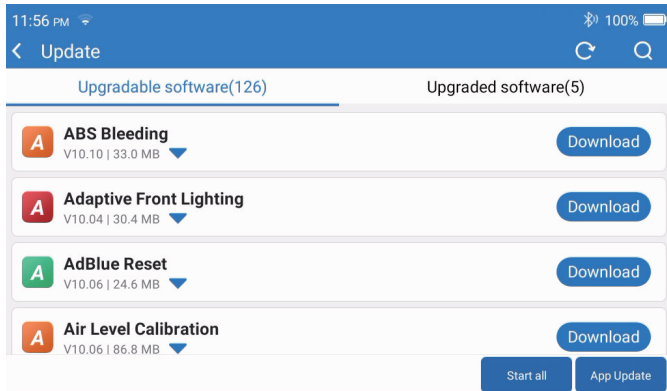 11:56 PM 100%
Update
Upgradable software(126) Upgraded software(5)
A ABS Bleeding
V10.10 | 33.0 MB
Download
A Adaptive Front Lighting
V10.04 | 30.4 MB
Download
A AdBlue Reset
V10.06 | 24.6 MB
Download
A Air Level Calibration
V10.06 | 86.8 MB
Download
Start all App Update